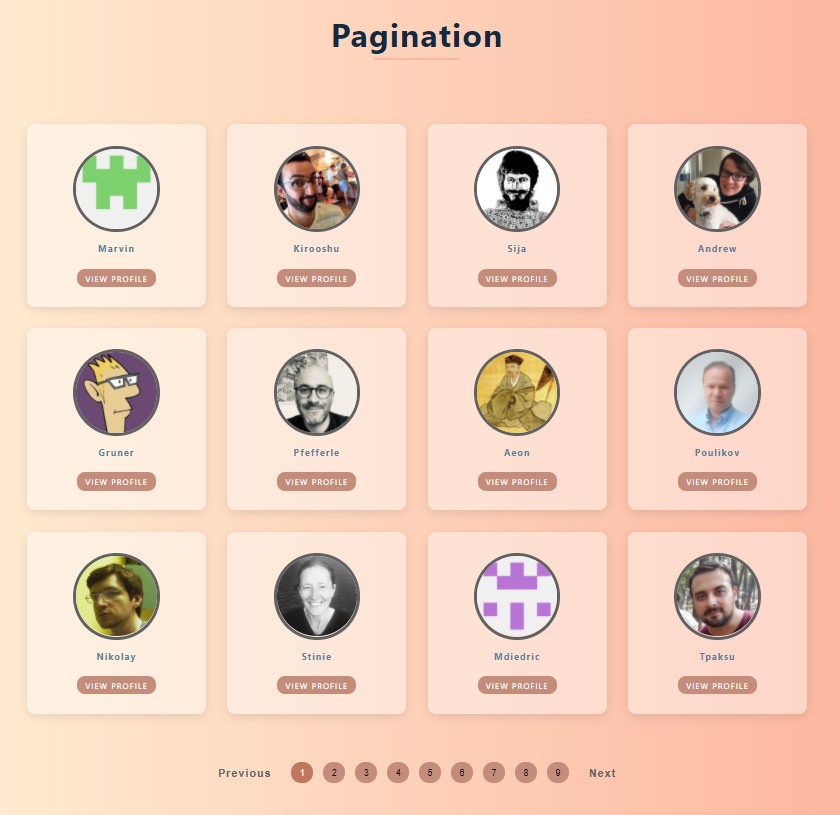 Pagination
Marvin Kirooshu Sija Andrew
VIEW PROFILE VIEW PROFILE VIEW PROFILE VIEW PROFILE
Gruner Pfefferle Aeon Poulikov
VIEW PROFILE VIEW PROFILE VIEW PROFILE VIEW PROFILE
Nikolay Stinie Mdiedric Tpaksu
VIEW PROFILE VIEW PROFILE VIEW PROFILE VIEW PROFILE
Previous 1 2 3 4 5 6 7 8 9 Next